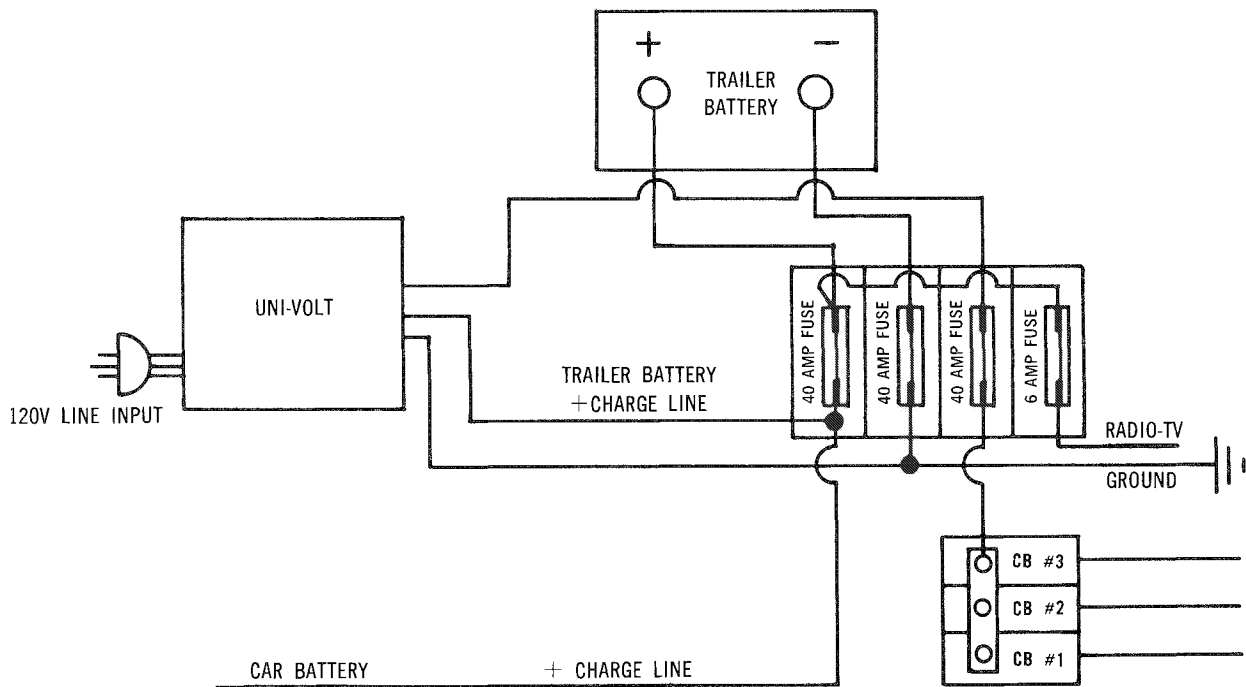 + −
TRAILER
BATTERY
UNI-VOLT
120V LINE INPUT
TRAILER BATTERY
+CHARGE LINE
40 AMP FUSE
40 AMP FUSE
40 AMP FUSE
6 AMP FUSE
RADIO-TV
GROUND
CB #3
CB #2
CB #1
CAR BATTERY + CHARGE LINE